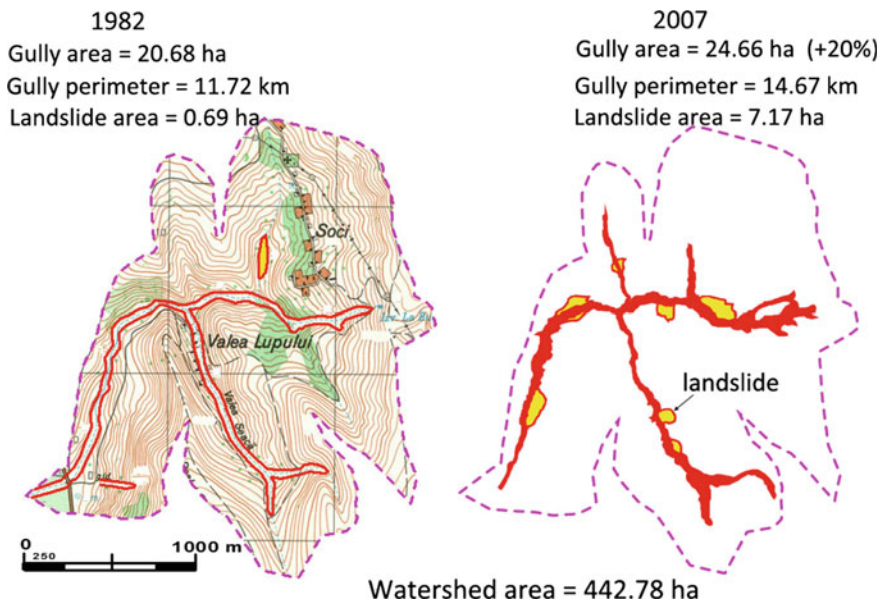 1982
Gully area = 20.68 ha
Gully perimeter = 11.72 km
Landslide area = 0.69 ha
Soci
Valea Lupului
Valea Seacă
0
250
1000 m
2007
Gully area = 24.66 ha (+20%)
Gully perimeter = 14.67 km
Landslide area = 7.17 ha
landslide
Watershed area = 442.78 ha